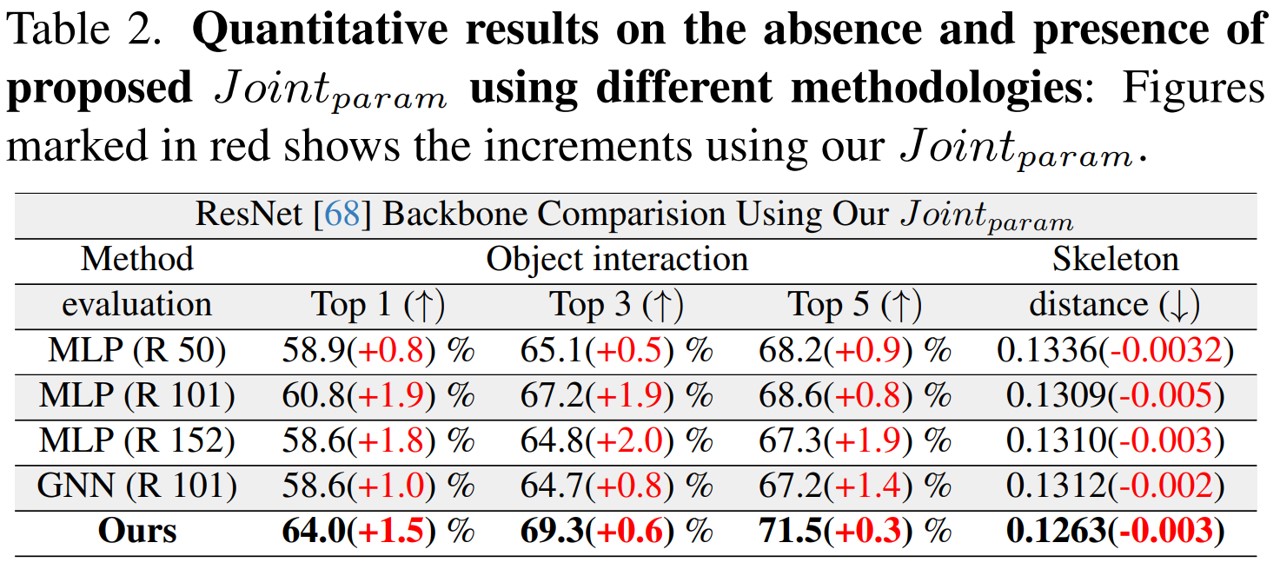 Table 2. Quantitative results on the absence and presence of
proposed Joint_param using different methodologies: Figures
marked in red shows the increments using our Joint_param.
ResNet [68] Backbone Comparision Using Our Joint_param
Method Object interaction Skeleton
evaluation Top 1 (↑) Top 3 (↑) Top 5 (↑) distance (↓)
MLP (R 50) 58.9(+0.8) % 65.1(+0.5) % 68.2(+0.9) % 0.1336(-0.0032)
MLP (R 101) 60.8(+1.9) % 67.2(+1.9) % 68.6(+0.8) % 0.1309(-0.005)
MLP (R 152) 58.6(+1.8) % 64.8(+2.0) % 67.3(+1.9) % 0.1310(-0.003)
GNN (R 101) 58.6(+1.0) % 64.7(+0.8) % 67.2(+1.4) % 0.1312(-0.002)
Ours 64.0(+1.5) % 69.3(+0.6) % 71.5(+0.3) % 0.1263(-0.003)